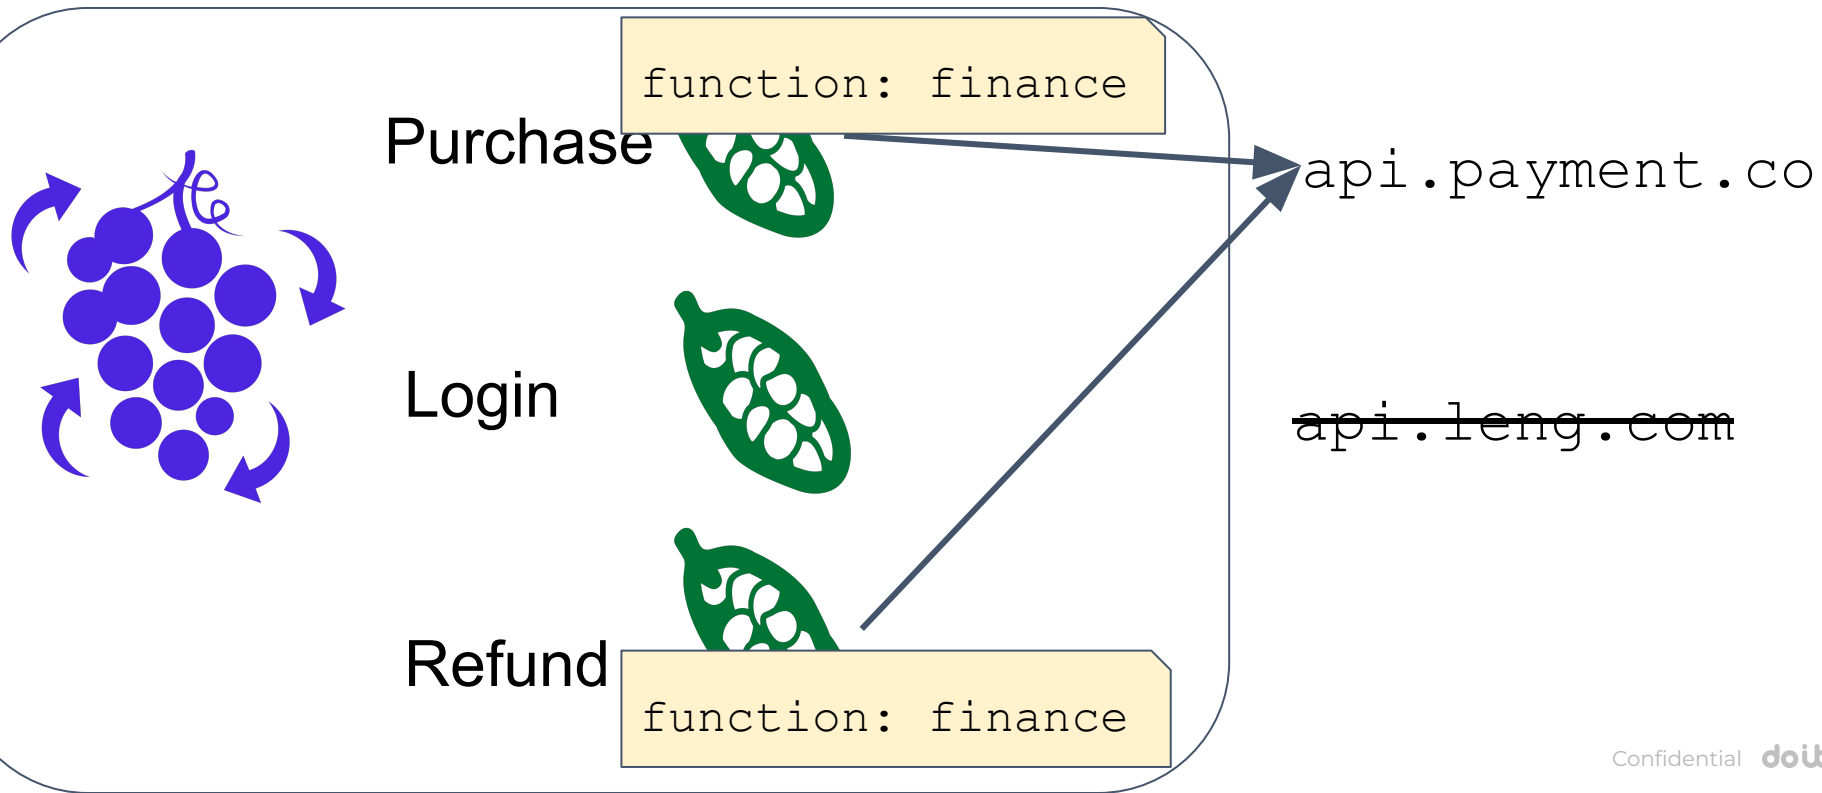 function: finance
Purchase
api.payment.co
Login
api.leng.com
Refund
function: finance
Confidential